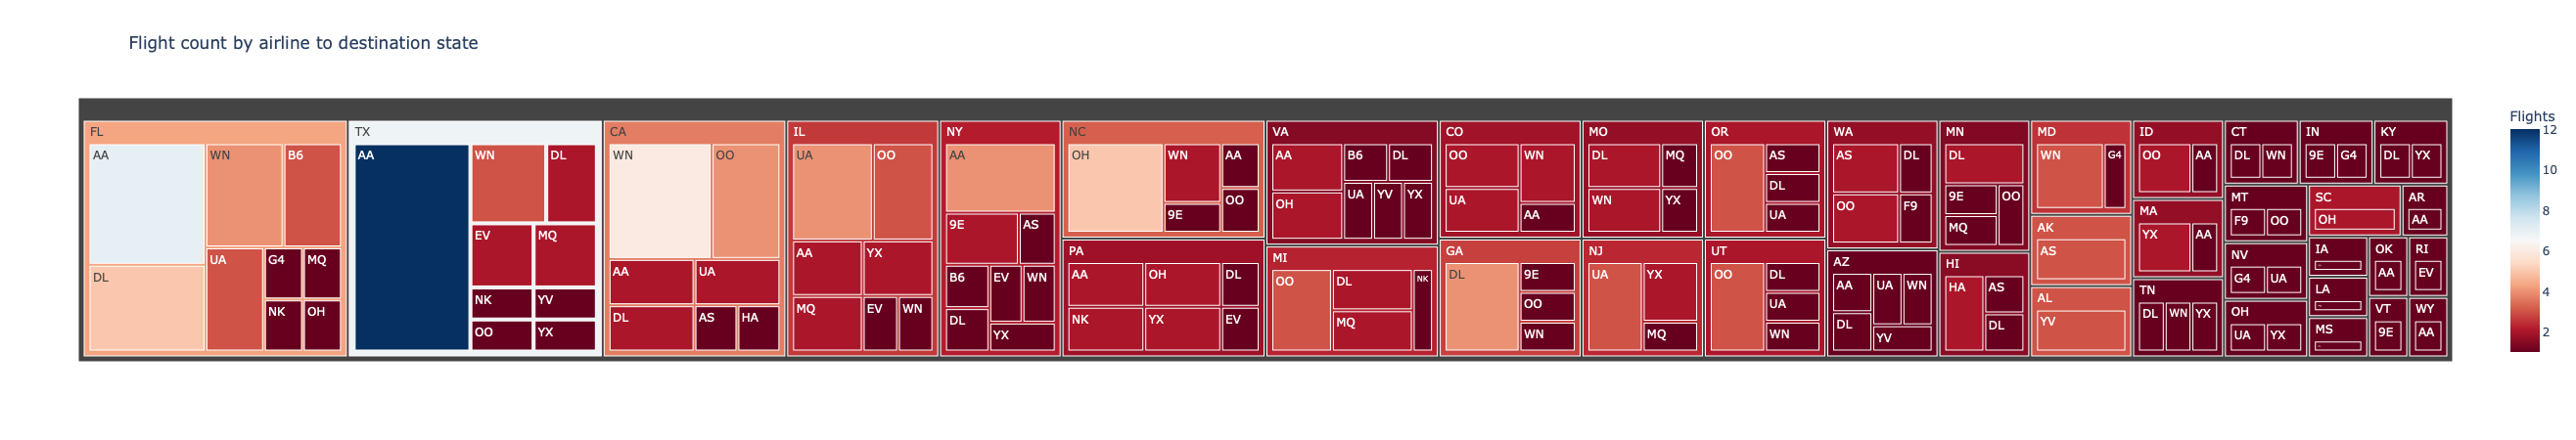 Flight count by airline to destination state
FL
AA
DL
WN
B6
UA
G4
MQ
NK
OH
TX
AA
WN
DL
EV
MQ
NK
YV
OO
YX
CA
WN
OO
AA
UA
DL
AS
HA
IL
UA
OO
AA
YX
MQ
EV
WN
NY
AA
9E
AS
B6
EV
WN
DL
YX
NC
OH
WN
AA
9E
OO
PA
AA
OH
DL
NK
YX
EV
VA
AA
B6
DL
OH
UA
YV
YX
MI
OO
DL
NK
MQ
CO
OO
WN
UA
AA
GA
DL
9E
OO
WN
MO
DL
MQ
WN
YX
NJ
UA
YX
MQ
OR
OO
AS
DL
UA
UT
OO
DL
UA
WN
WA
AS
DL
OO
F9
AZ
AA
UA
WN
DL
YV
MN
DL
9E
OO
MQ
HI
HA
AS
DL
MD
WN
G4
AK
AS
AL
YV
ID
OO
AA
MA
YX
AA
TN
DL
WN
YX
CT
DL
WN
MT
F9
OO
NV
G4
UA
OH
UA
YX
IN
9E
G4
KY
DL
YX
SC
OH
AR
AA
IA
LA
MS
OK
AA
RI
EV
VT
9E
WY
AA
Flights
12
10
8
6
4
2